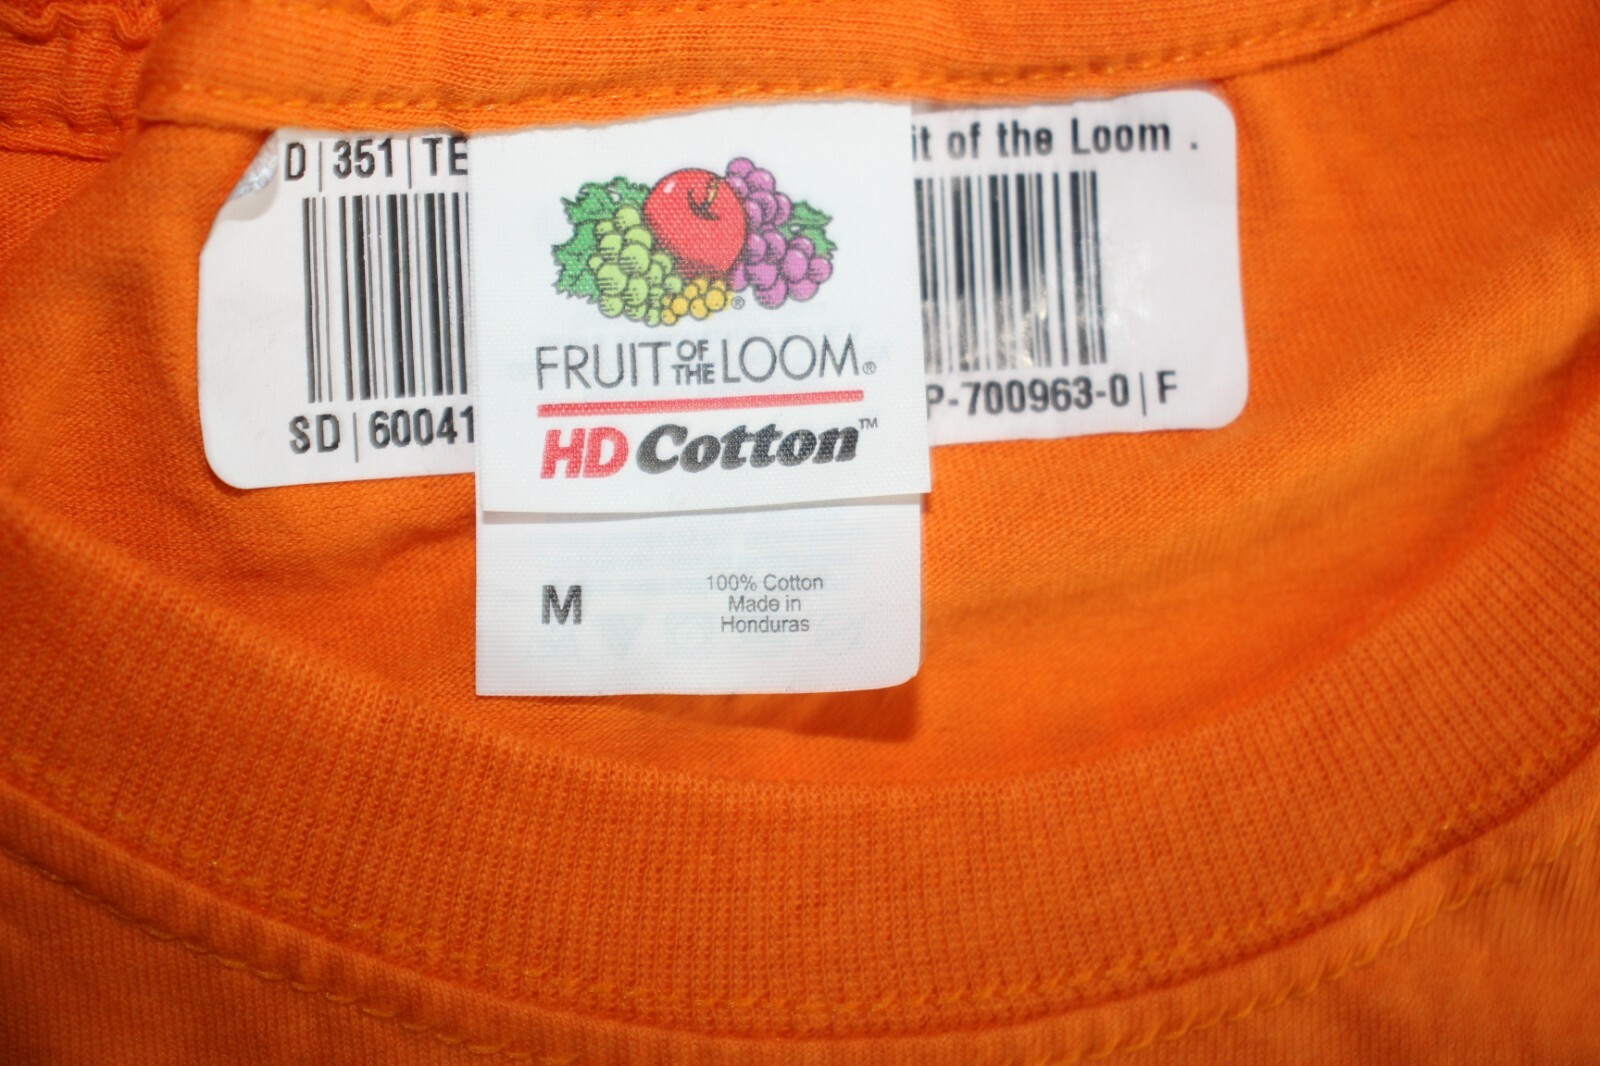 D|351|TE
it of the Loom .
FRUIT OF THE LOOM®
HD Cotton™
SD|60041
P-700963-0|F
M
100% Cotton
Made in
Honduras